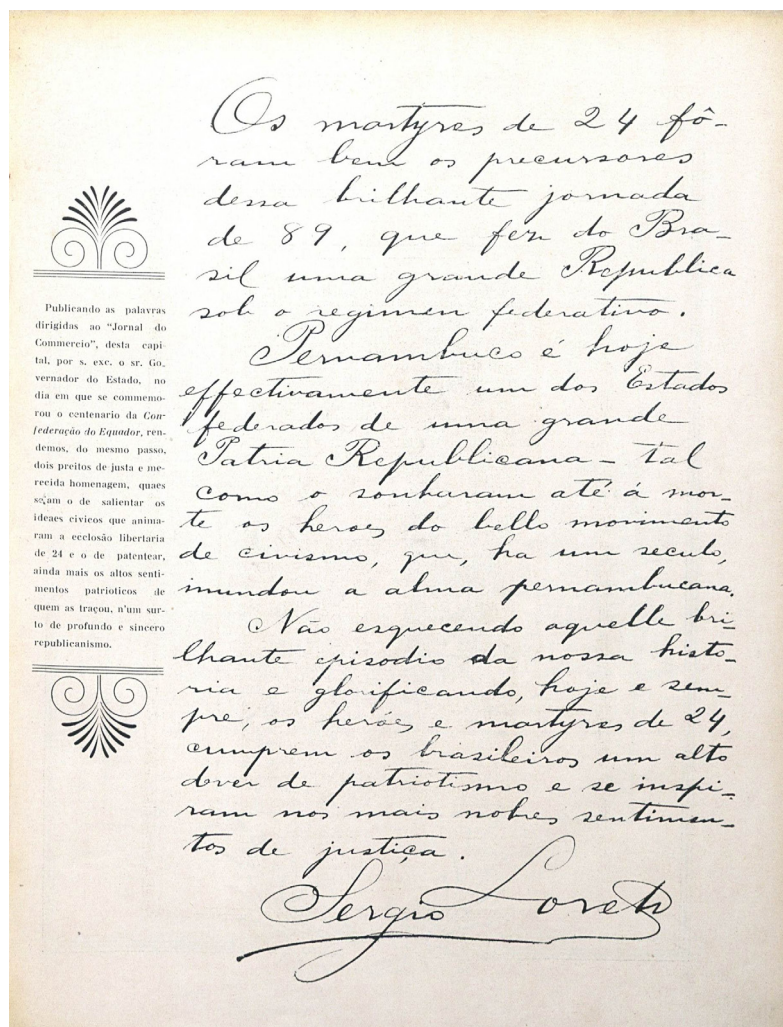 Publicando as palavras
dirigidas ao "Jornal do
Commercio", desta capi-
tal, por s. exc. o sr. Go-
vernador do Estado, no
dia em que se commemo-
rou o centenario da Con-
federação do Equador, ren-
demos, do mesmo passo,
dois preitos de justa e me-
recida homenagem, quaes
sejam o de salientar os
ideaes civicos que anima-
ram a ecclosão libertaria
de 24 e o de patentear,
ainda mais os altos senti-
mentos patrioticos de
quem as traçou, n'um sur-
to de profundo e sincero
republicanismo.
Os martyres de 24 fô-
ram bem os precursores
dessa brilhante jornada
de 89, que fez do Bra-
sil uma grande Republica
sob o regimen federativo.
Pernambuco é hoje
effectivamente um dos Estados
federados de uma grande
Patria Republicana - tal
como o sonharam até á mor-
te os heroes do bello movimento
de civismo, que, ha um seculo,
inundou a alma pernambucana.
Não esquecendo aquelle bri-
lhante episodio da nossa histo-
ria e glorificando, hoje e sem-
pre, os heróes e martyres de 24,
cumprem os brasileiros um alto
dever de patriotismo e se inspi-
ram nos mais nobres sentimen-
tos de justiça.
Sergio Loreto